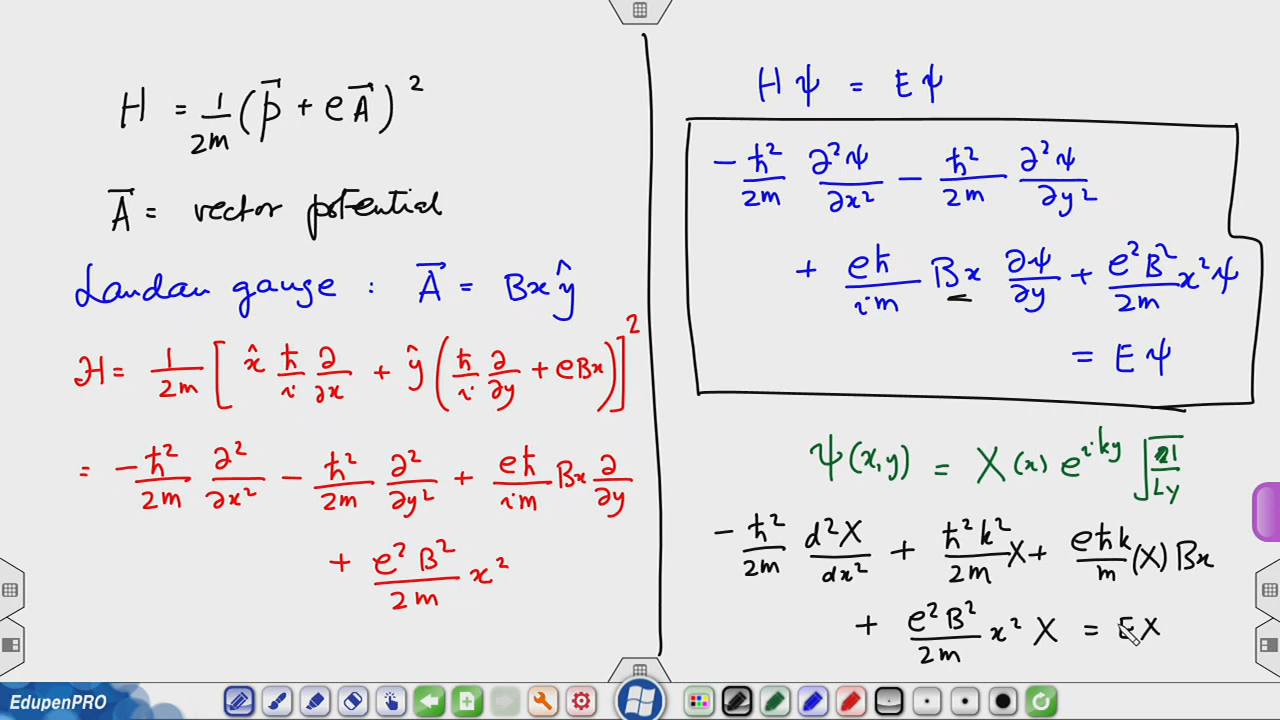 H = 1/2m (p⃗ + eA⃗)²
A⃗ = vector potential
Landau gauge : A⃗ = Bxŷ
H = 1/2m [ x̂ ħ/i ∂/∂x + ŷ ( ħ/i ∂/∂y + eBx ) ]²
= -ħ²/2m ∂²/∂x² - ħ²/2m ∂²/∂y² + eħ/im Bx ∂/∂y
+ e²B²/2m x²
Hψ = Eψ
-ħ²/2m ∂²ψ/∂x² - ħ²/2m ∂²ψ/∂y²
+ eħ/im Bx ∂ψ/∂y + e²B²/2m x²ψ
= Eψ
ψ(x,y) = X(x) e^{iky} √(1/Ly)
-ħ²/2m d²X/dx² + ħ²k²/2m X + eħk/m (X) Bx
+ e²B²/2m x² X = EX
EdupenPRO